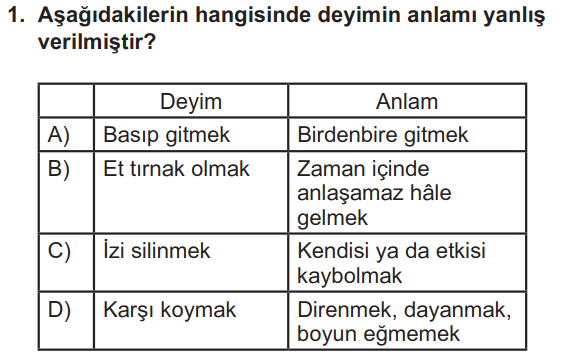 1. Aşağıdakilerin hangisinde deyimin anlamı yanlış
verilmiştir?
Deyim Anlam
A) Basıp gitmek Birdenbire gitmek
B) Et tırnak olmak Zaman içinde
anlaşamaz hâle
gelmek
C) İzi silinmek Kendisi ya da etkisi
kaybolmak
D) Karşı koymak Direnmek, dayanmak,
boyun eğmemek